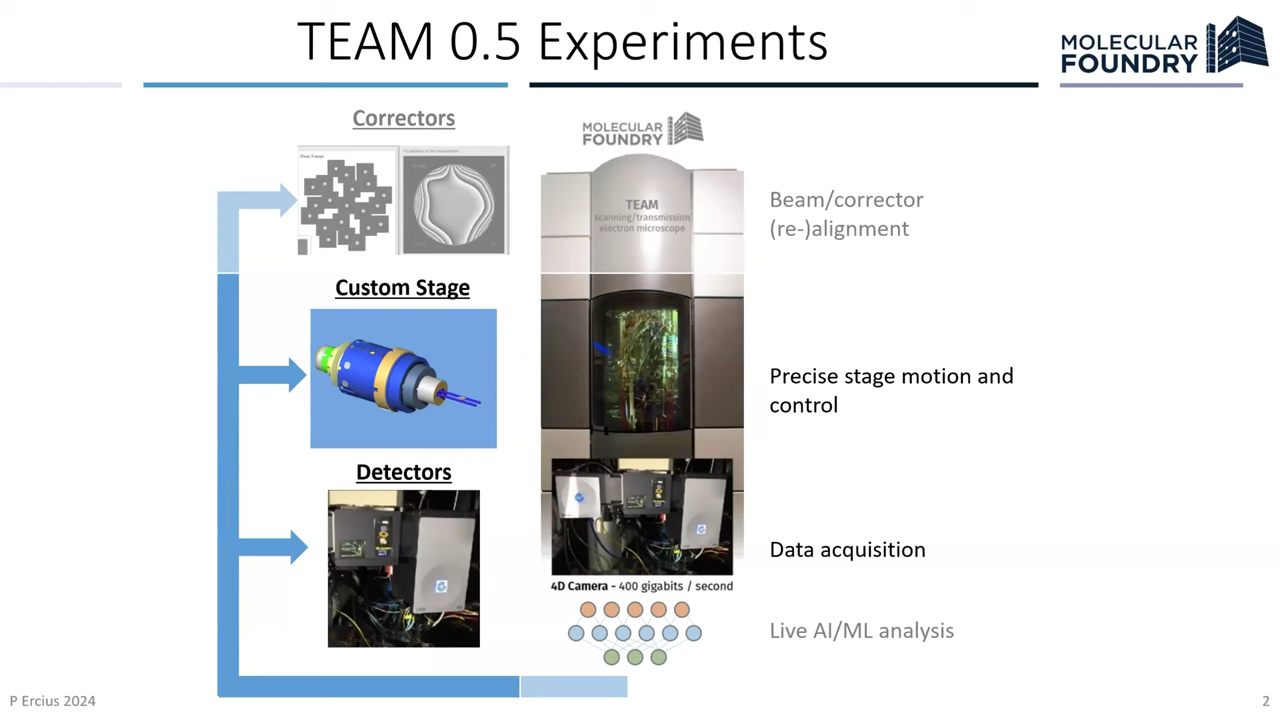 TEAM 0.5 Experiments
MOLECULAR
FOUNDRY
Correctors
MOLECULAR
FOUNDRY
TEAM
scanning/transmission
electron microscope
Beam/corrector
(re-)alignment
Custom Stage
Precise stage motion and
control
Detectors
Data acquisition
4D Camera - 400 gigabits / second
Live AI/ML analysis
P Ercius 2024
2